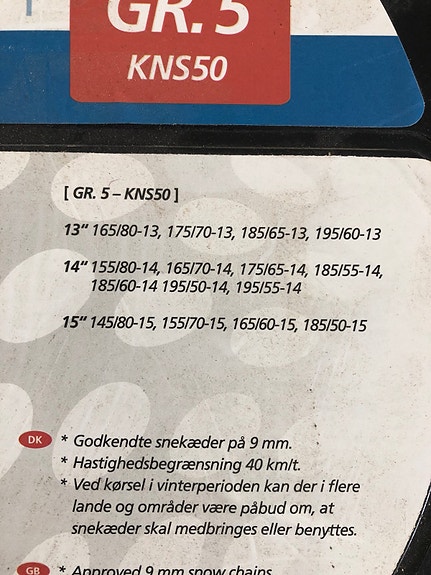 GR. 5
KNS50
[ GR. 5 – KNS50 ]
13" 165/80-13, 175/70-13, 185/65-13, 195/60-13
14" 155/80-14, 165/70-14, 175/65-14, 185/55-14,
185/60-14 195/50-14, 195/55-14
15" 145/80-15, 155/70-15, 165/60-15, 185/50-15
DK * Godkendte snekæder på 9 mm.
* Hastighedsbegrænsning 40 km/t.
* Ved kørsel i vinterperioden kan der i flere
lande og områder være påbud om, at
snekæder skal medbringes eller benyttes.
GB * Approved 9 mm snow chains